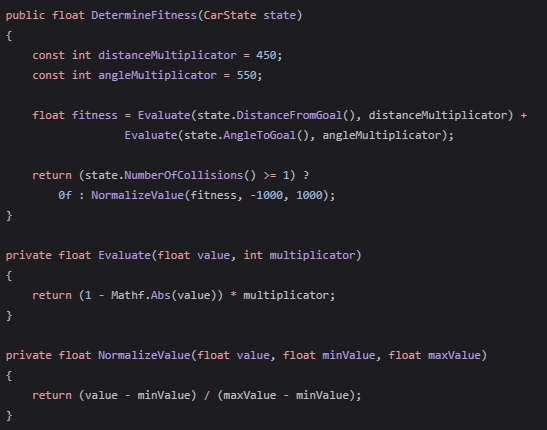 public float DetermineFitness(CarState state)
{
    const int distanceMultiplicator = 450;
    const int angleMultiplicator = 550;

    float fitness = Evaluate(state.DistanceFromGoal(), distanceMultiplicator) +
                  Evaluate(state.AngleToGoal(), angleMultiplicator);

    return (state.NumberOfCollisions() >= 1) ?
        0f : NormalizeValue(fitness, -1000, 1000);
}

private float Evaluate(float value, int multiplicator)
{
    return (1 - Mathf.Abs(value)) * multiplicator;
}

private float NormalizeValue(float value, float minValue, float maxValue)
{
    return (value - minValue) / (maxValue - minValue);
}